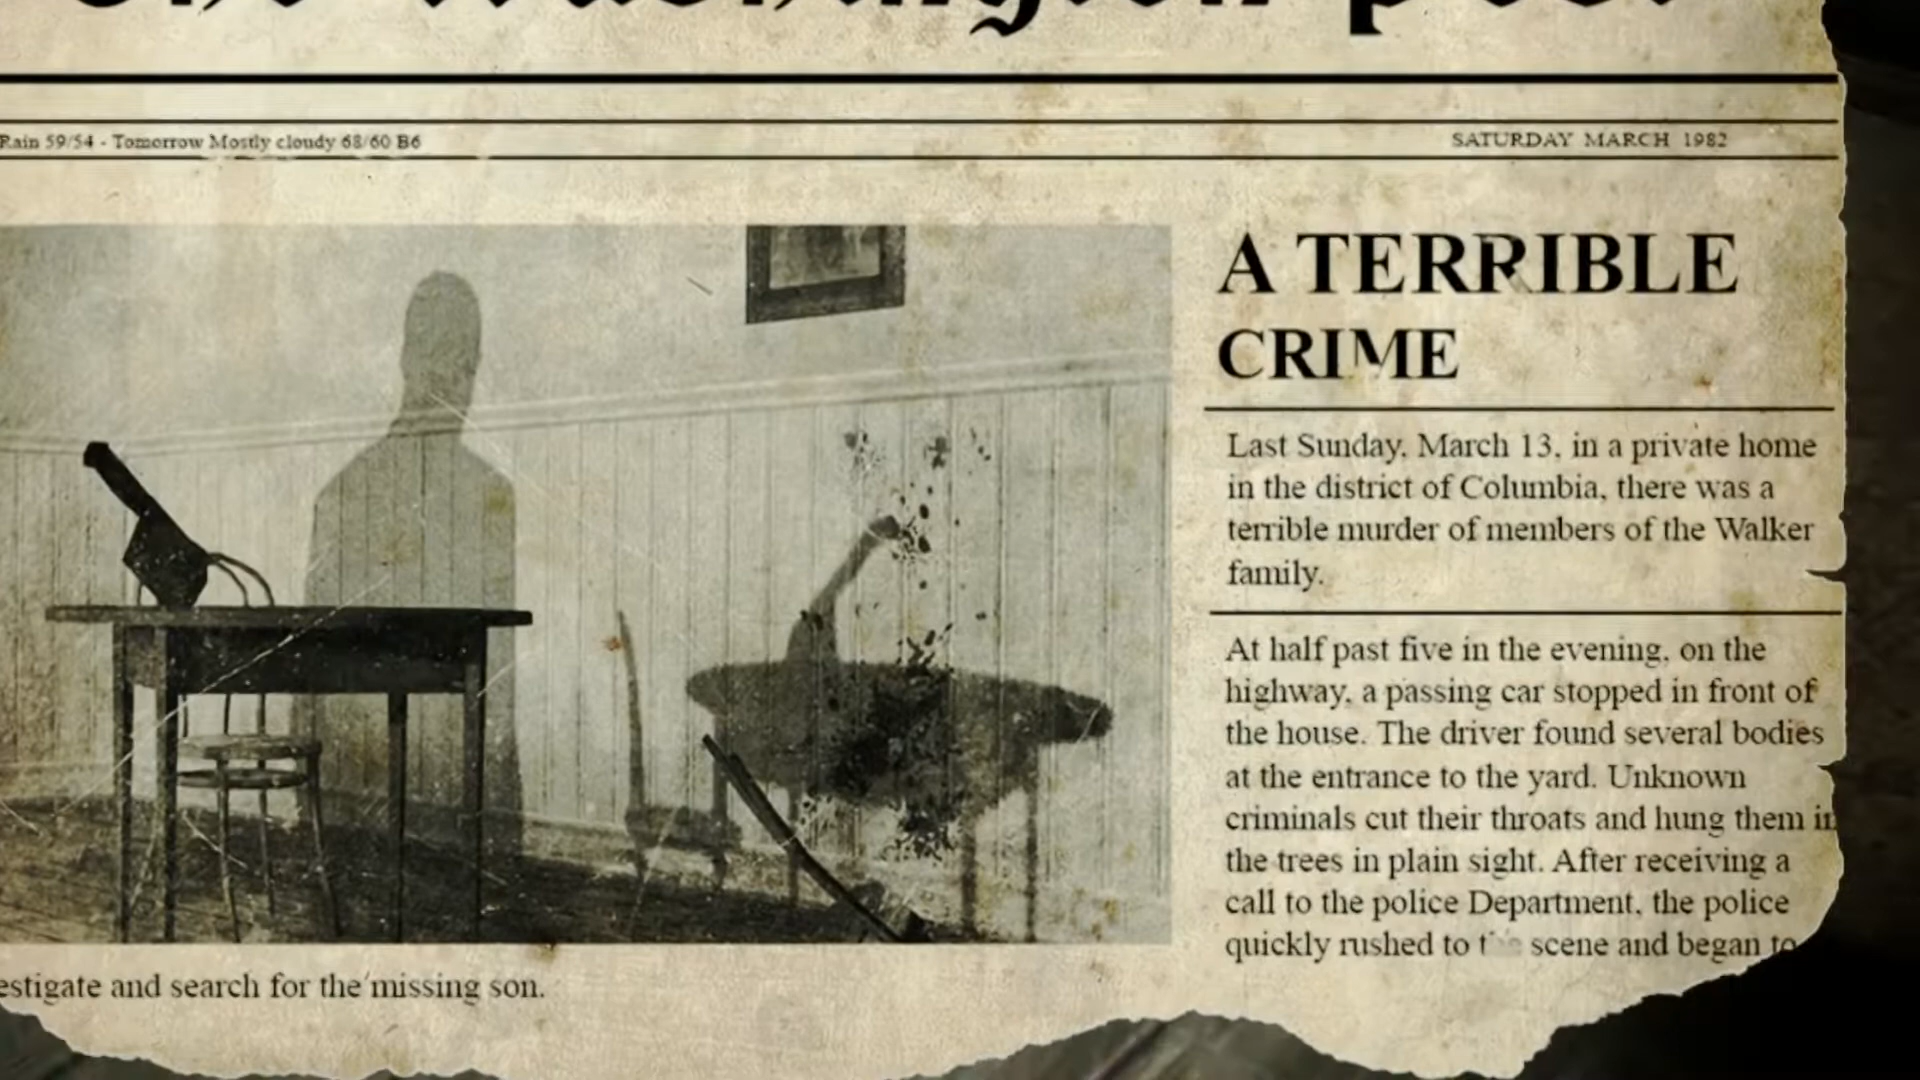 The Washington post
Rain 59/54 - Tomorrow Mostly cloudy 68/60 B6
SATURDAY MARCH 1982
A TERRIBLE
CRIME
Last Sunday, March 13, in a private home
in the district of Columbia, there was a
terrible murder of members of the Walker
family.
At half past five in the evening, on the
highway, a passing car stopped in front of
the house. The driver found several bodies
at the entrance to the yard. Unknown
criminals cut their throats and hung them in
the trees in plain sight. After receiving a
call to the police Department, the police
quickly rushed to the scene and began to
estigate and search for the missing son.